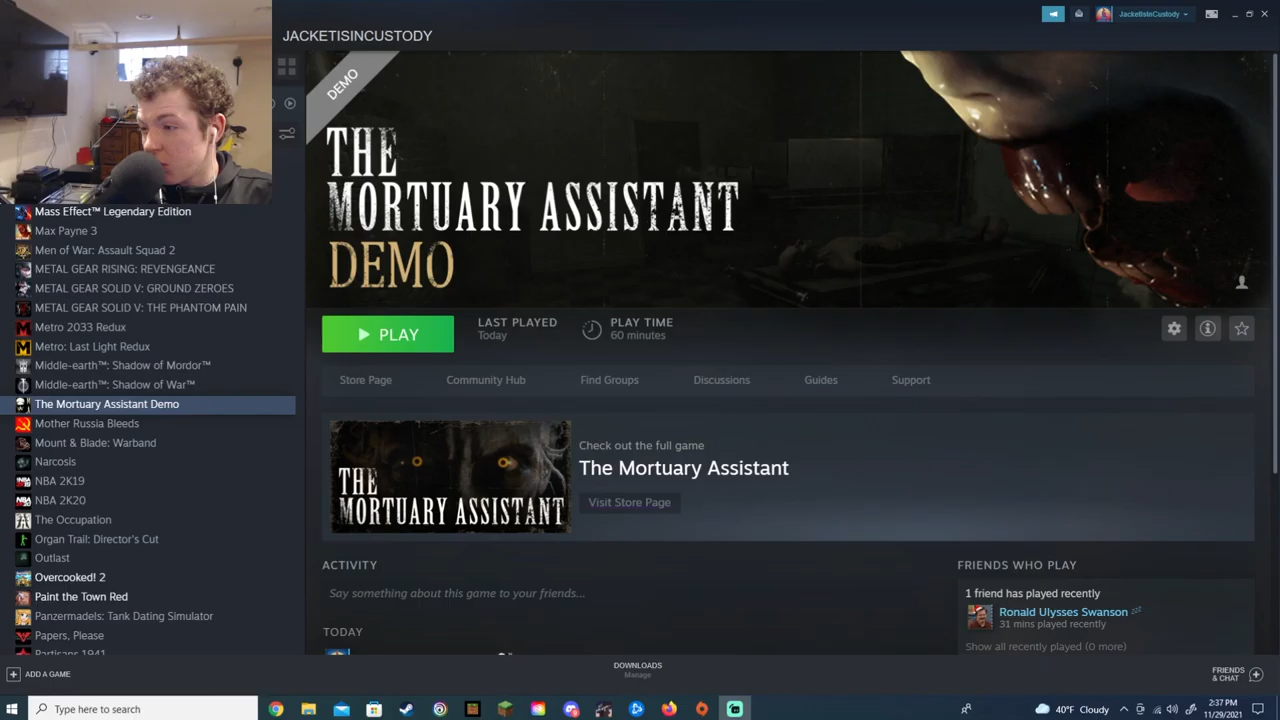 JacketIsInCustody
JACKETISINCUSTODY
DEMO
THE
MORTUARY ASSISTANT
DEMO
PLAY
LAST PLAYED
Today
PLAY TIME
60 minutes
Store Page
Community Hub
Find Groups
Discussions
Guides
Support
THE
MORTUARY ASSISTANT
Check out the full game
The Mortuary Assistant
Visit Store Page
ACTIVITY
Say something about this game to your friends...
TODAY
FRIENDS WHO PLAY
1 friend has played recently
Ronald Ulysses Swanson zzz
31 mins played recently
Show all recently played (0 more)
Mass Effect™ Legendary Edition
Max Payne 3
Men of War: Assault Squad 2
METAL GEAR RISING: REVENGEANCE
METAL GEAR SOLID V: GROUND ZEROES
METAL GEAR SOLID V: THE PHANTOM PAIN
Metro 2033 Redux
Metro: Last Light Redux
Middle-earth™: Shadow of Mordor™
Middle-earth™: Shadow of War™
The Mortuary Assistant Demo
Mother Russia Bleeds
Mount & Blade: Warband
Narcosis
NBA 2K19
NBA 2K20
The Occupation
Organ Trail: Director's Cut
Outlast
Overcooked! 2
Paint the Town Red
Panzermadels: Tank Dating Simulator
Papers, Please
Partisans 1941
ADD A GAME
DOWNLOADS
Manage
FRIENDS
& CHAT
Type here to search
40°F Cloudy
2:37 PM
11/29/2021